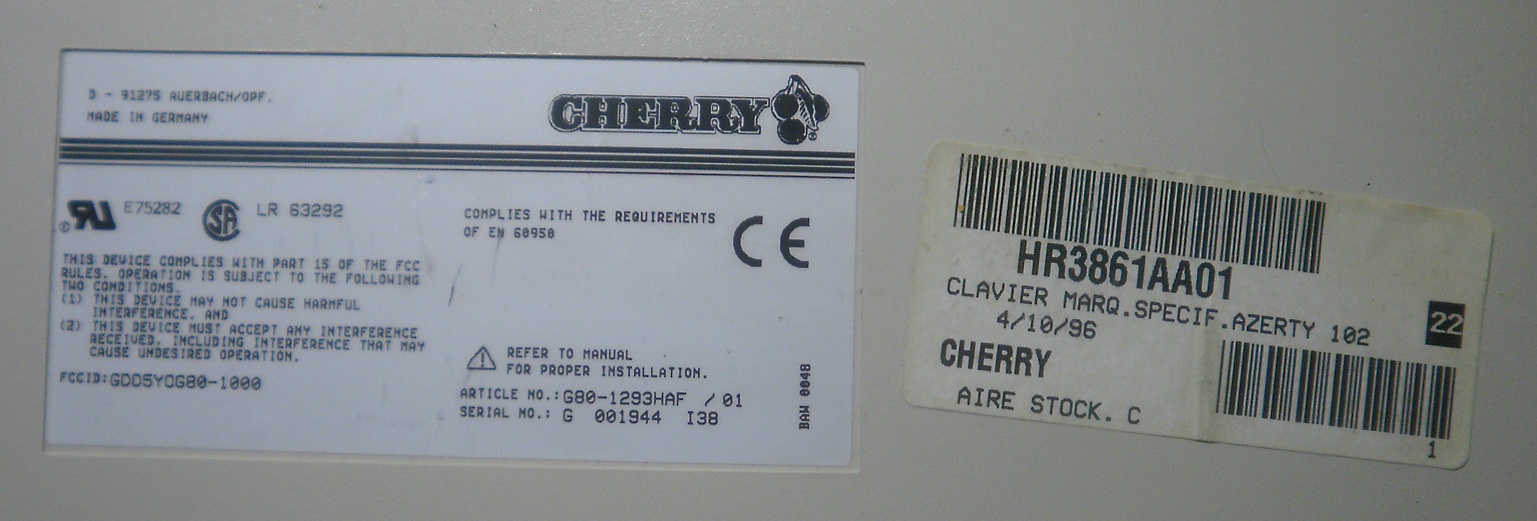 D - 91275 AUERBACH/OPF.
MADE IN GERMANY
CHERRY
E75282
LR 63292
THIS DEVICE COMPLIES WITH PART 15 OF THE FCC
RULES. OPERATION IS SUBJECT TO THE FOLLOWING
TWO CONDITIONS.
(1) THIS DEVICE MAY NOT CAUSE HARMFUL
INTERFERENCE, AND
(2) THIS DEVICE MUST ACCEPT ANY INTERFERENCE
RECEIVED, INCLUDING INTERFERENCE THAT MAY
CAUSE UNDESIRED OPERATION.
FCCID:GDD5YOG80-1000
COMPLIES WITH THE REQUIREMENTS
OF EN 60950
CE
REFER TO MANUAL
FOR PROPER INSTALLATION.
ARTICLE NO.:G80-1293HAF / 01
SERIAL NO.: G 001944 I38
BAW 0048
HR3861AA01
CLAVIER MARQ.SPECIF.AZERTY 102
4/10/96
22
CHERRY
AIRE STOCK. C
1